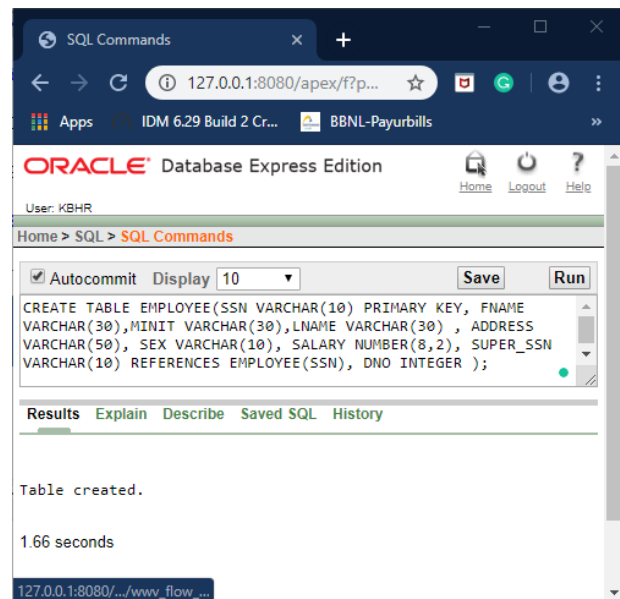 SQL Commands
127.0.0.1:8080/apex/f?p...
Apps IDM 6.29 Build 2 Cr... BBNL-Payurbills »
ORACLE Database Express Edition
Home Logout Help
User: KBHR
Home > SQL > SQL Commands
Autocommit Display 10 Save Run
CREATE TABLE EMPLOYEE(SSN VARCHAR(10) PRIMARY KEY, FNAME
VARCHAR(30),MINIT VARCHAR(30),LNAME VARCHAR(30) , ADDRESS
VARCHAR(50), SEX VARCHAR(10), SALARY NUMBER(8,2), SUPER_SSN
VARCHAR(10) REFERENCES EMPLOYEE(SSN), DNO INTEGER );
Results Explain Describe Saved SQL History
Table created.
1.66 seconds
127.0.0.1:8080/.../wwv_flow_...